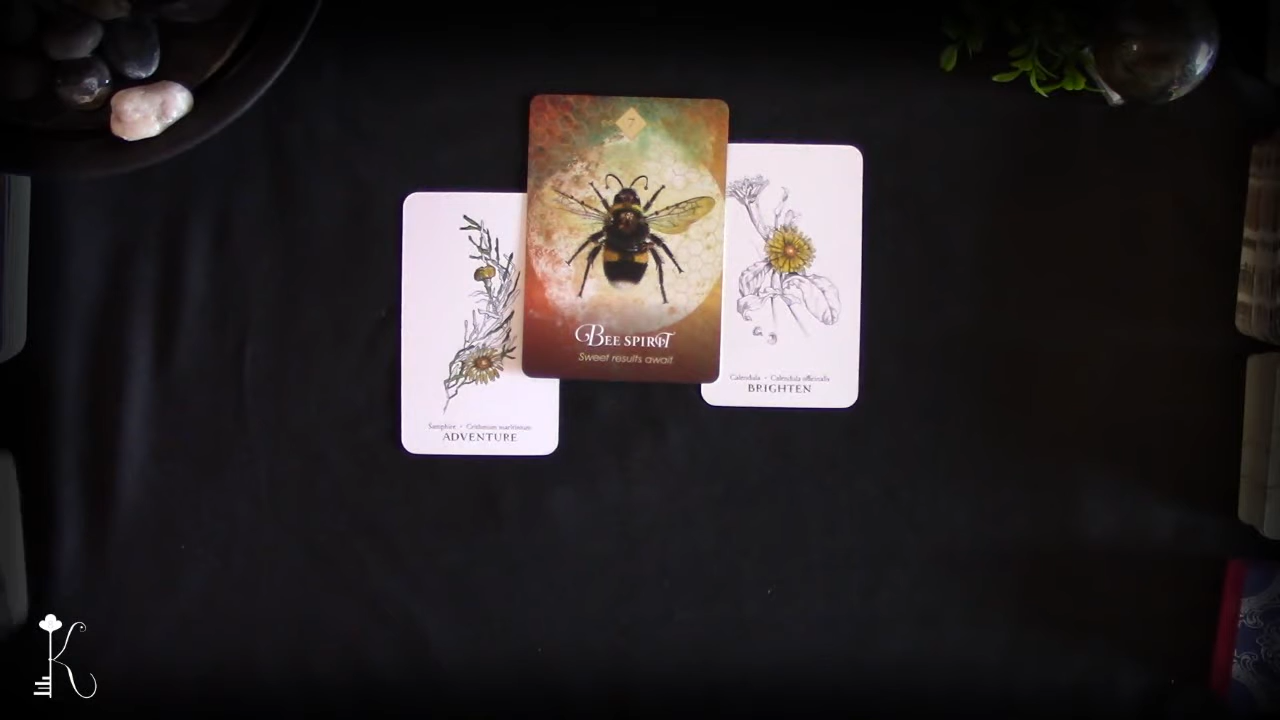 7
BEE SPIRIT
Sweet results await.
Samphire • Crithmum maritimum
ADVENTURE
Calendula • Calendula officinalis
BRIGHTEN
K